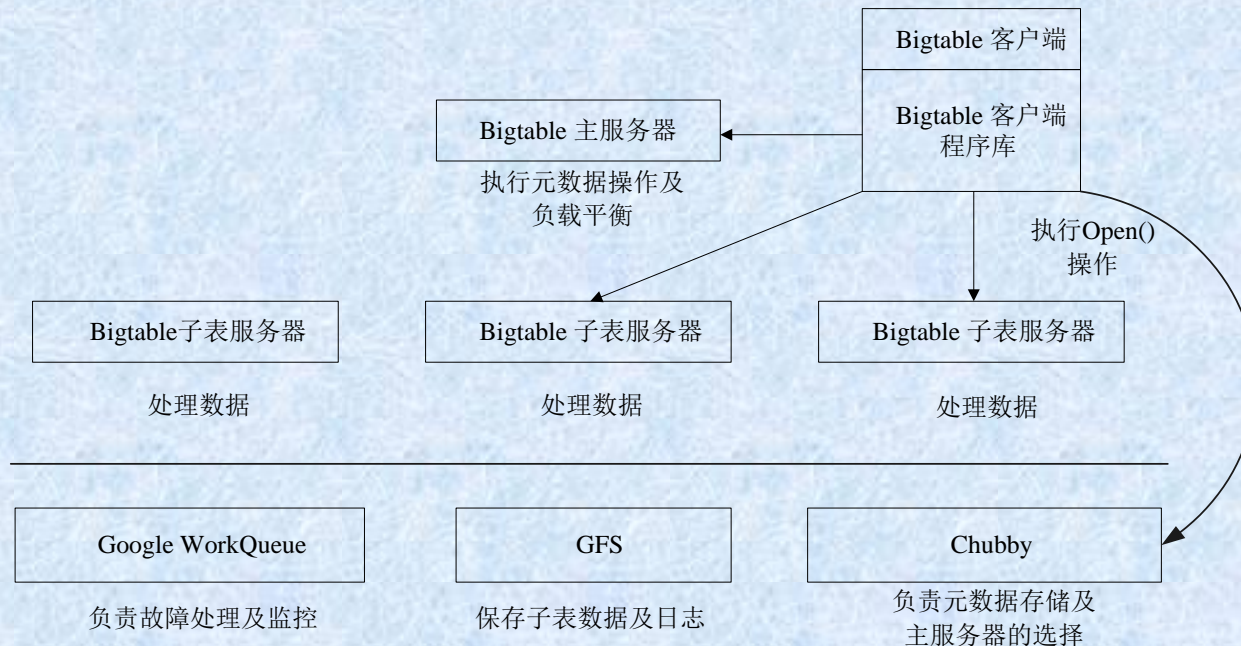 Bigtable 客户端
Bigtable 客户端
程序库
Bigtable 主服务器
执行元数据操作及
负载平衡
执行Open()
操作
Bigtable子表服务器
Bigtable 子表服务器
Bigtable 子表服务器
处理数据
处理数据
处理数据
Google WorkQueue
GFS
Chubby
负责故障处理及监控
保存子表数据及日志
负责元数据存储及
主服务器的选择